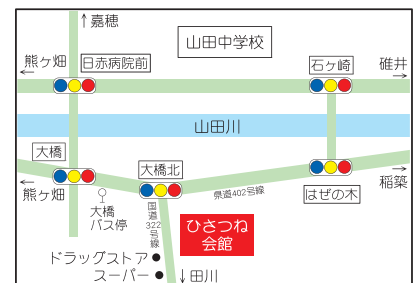 ↑嘉穂
山田中学校
熊ケ畑
←
日赤病院前
石ヶ崎
碓井
→
山田川
大橋
大橋北
稲築
→
←
熊ケ畑
大橋
バス停
国道322号線
県道402号線
はぜの木
ひさつね
会館
ドラッグストア
スーパー
↓田川